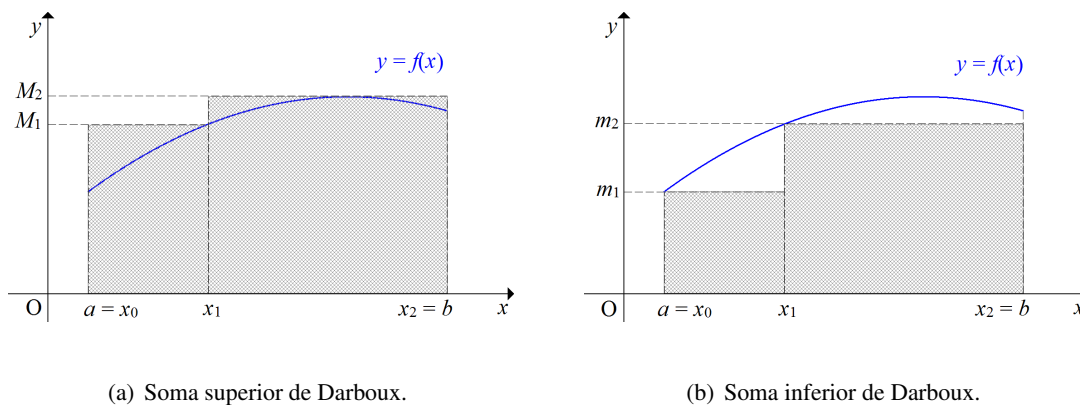 y
y = f(x)
M₂
M₁
O
a = x₀
x₁
x₂ = b
x
(a) Soma superior de Darboux.
y
y = f(x)
m₂
m₁
O
a = x₀
x₁
x₂ = b
x
(b) Soma inferior de Darboux.